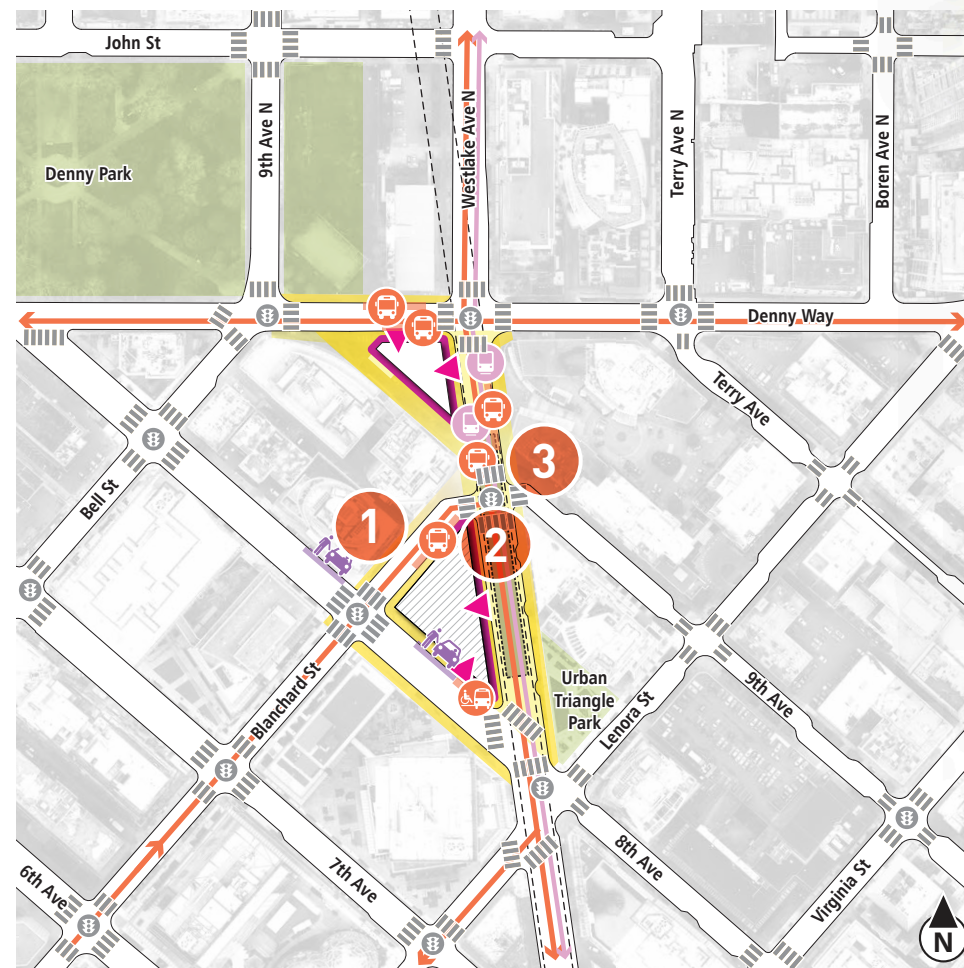 John St
9th Ave N
Westlake Ave N
Terry Ave N
Boren Ave N
Denny Park
Denny Way
Terry Ave
3
Bell St
1
2
Urban
Triangle
Park
Blanchard St
Lenora St
9th Ave
6th Ave
7th Ave
8th Ave
Virginia St
N